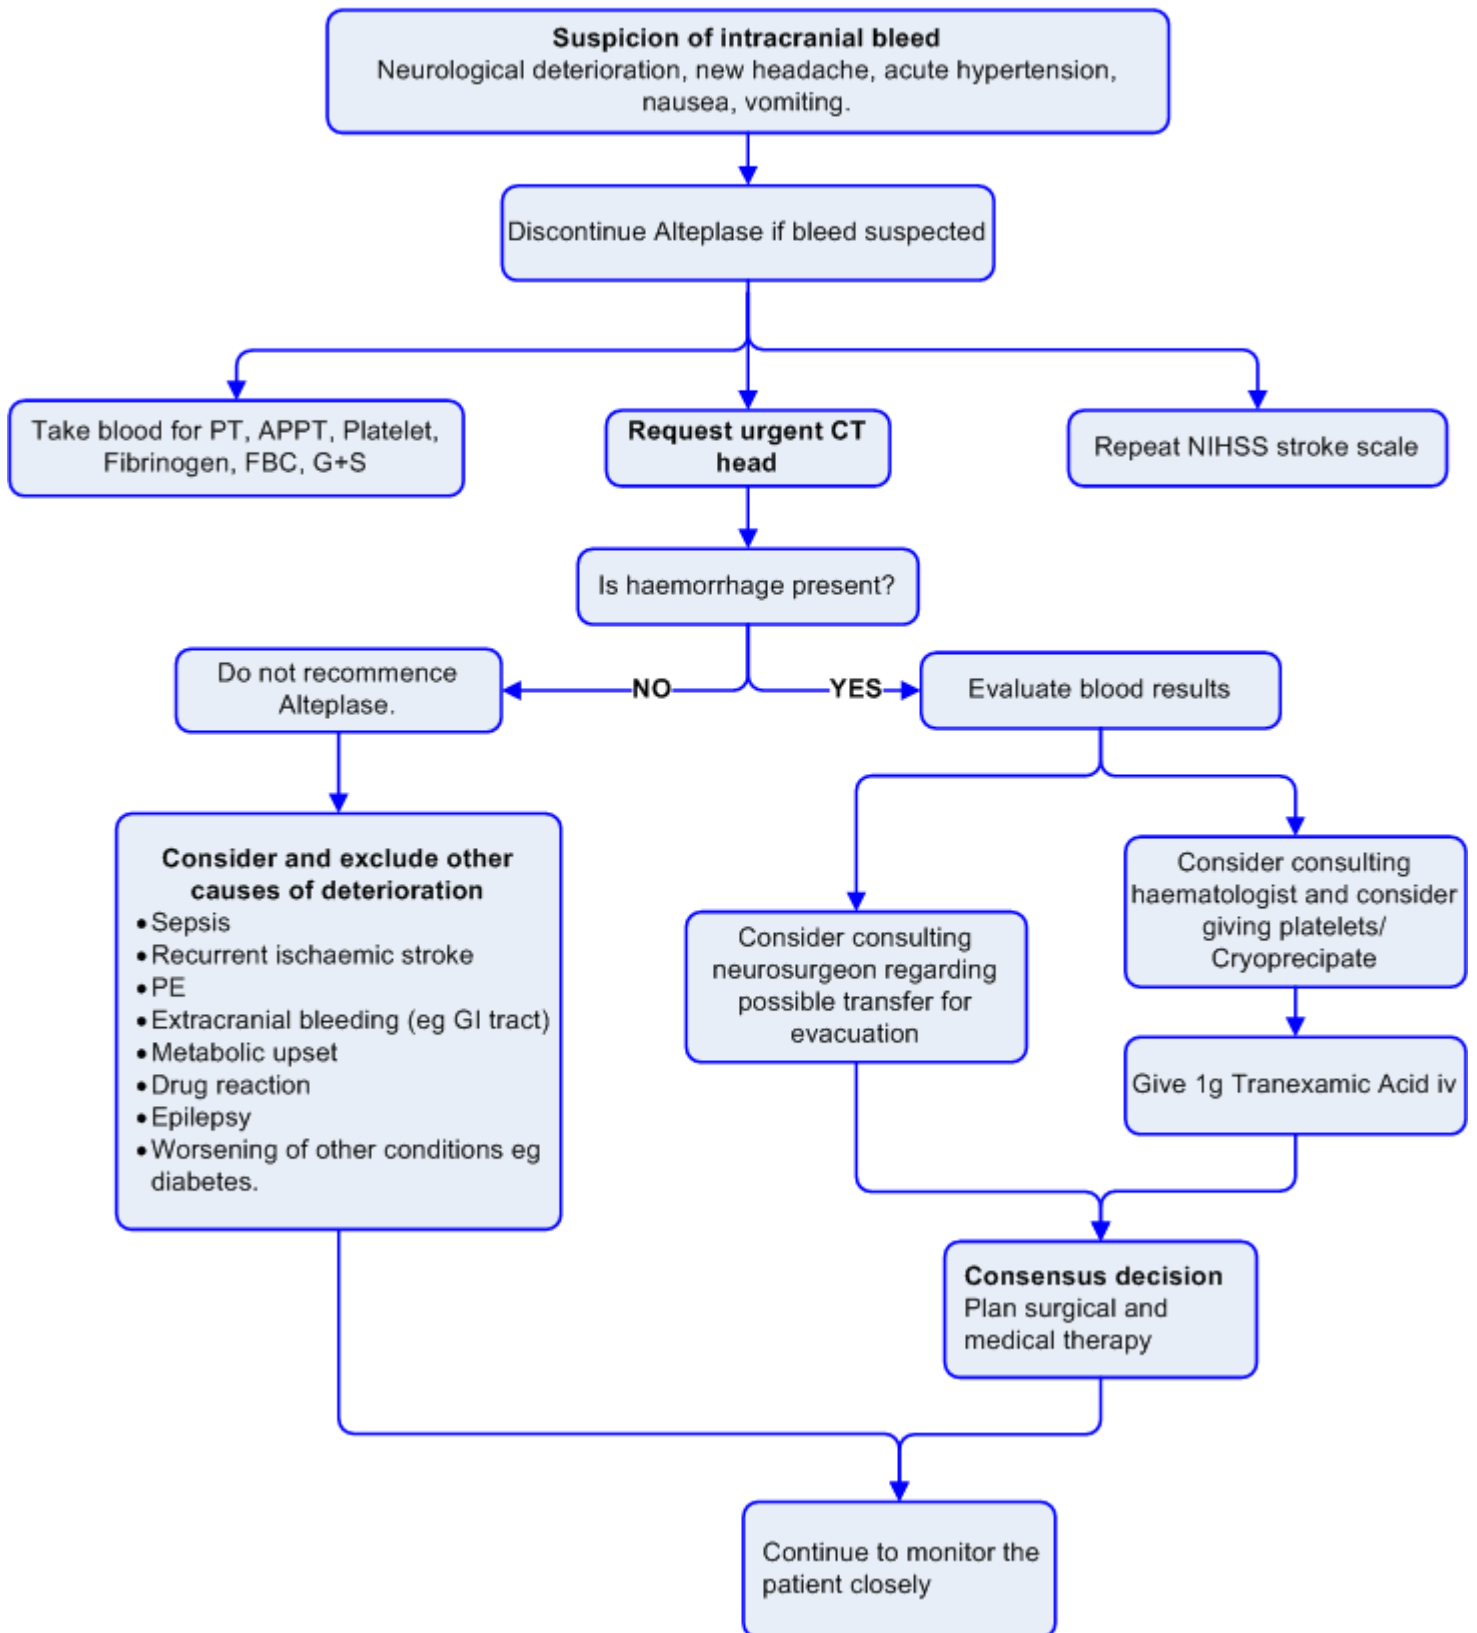 Suspicion of intracranial bleed
Neurological deterioration, new headache, acute hypertension,
nausea, vomiting.
Discontinue Alteplase if bleed suspected
Take blood for PT, APPT, Platelet,
Fibrinogen, FBC, G+S
Request urgent CT
head
Repeat NIHSS stroke scale
Is haemorrhage present?
Do not recommence
Alteplase.
NO
YES
Evaluate blood results
Consider and exclude other
causes of deterioration
• Sepsis
• Recurrent ischaemic stroke
• PE
• Extracranial bleeding (eg GI tract)
• Metabolic upset
• Drug reaction
• Epilepsy
• Worsening of other conditions eg
diabetes.
Consider consulting
neurosurgeon regarding
possible transfer for
evacuation
Consider consulting
haematologist and consider
giving platelets/
Cryoprecipate
Give 1g Tranexamic Acid iv
Consensus decision
Plan surgical and
medical therapy
Continue to monitor the
patient closely